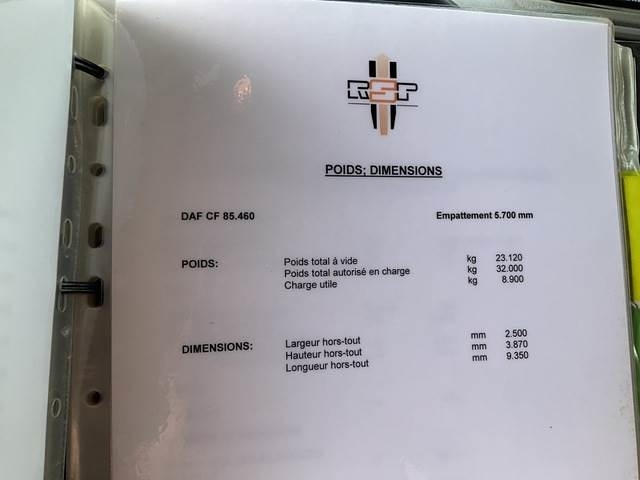 RSP
POIDS; DIMENSIONS
DAF CF 85.460 Empattement 5.700 mm
POIDS: Poids total à vide kg 23.120
Poids total autorisé en charge kg 32.000
Charge utile kg 8.900
DIMENSIONS: Largeur hors-tout mm 2.500
Hauteur hors-tout mm 3.870
Longueur hors-tout mm 9.350